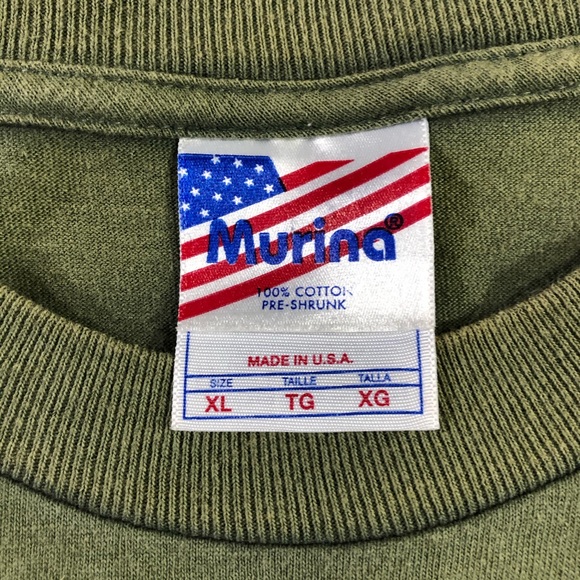 Murina®
100% COTTON
PRE-SHRUNK
MADE IN U.S.A.
SIZE TAILLE TALLA
XL TG XG